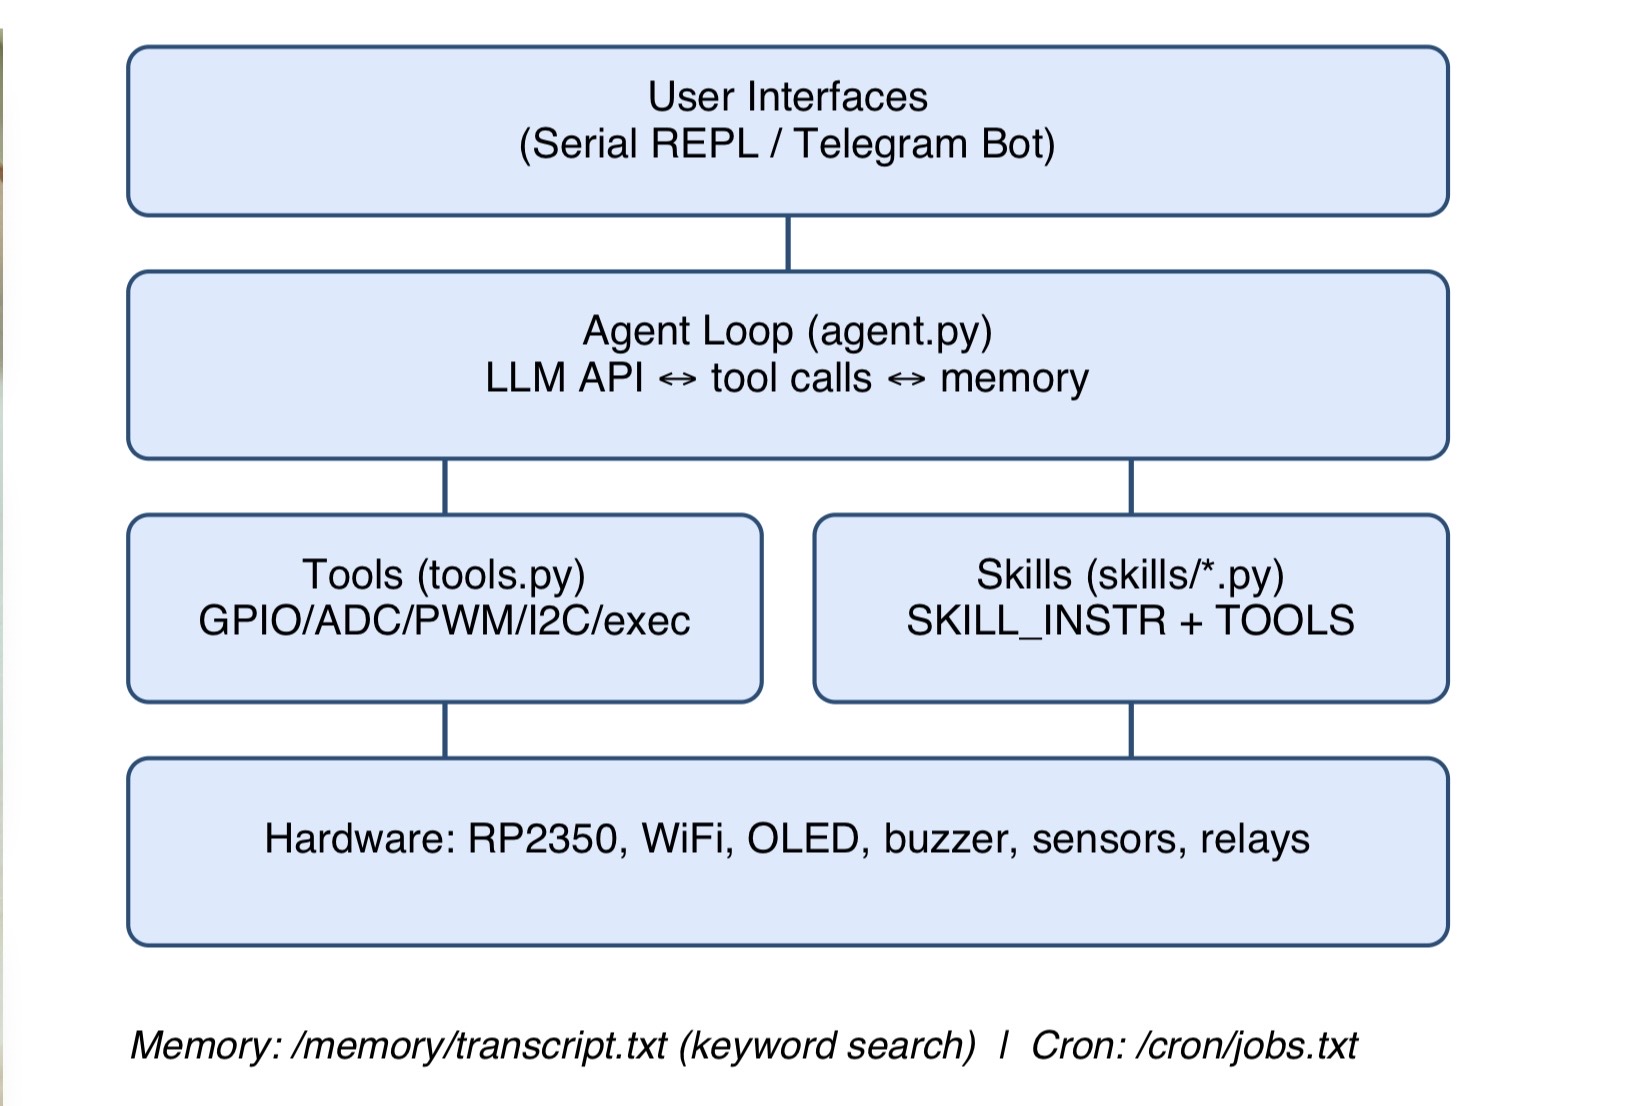 User Interfaces
(Serial REPL / Telegram Bot)
Agent Loop (agent.py)
LLM API ↔ tool calls ↔ memory
Tools (tools.py)
GPIO/ADC/PWM/I2C/exec
Skills (skills/*.py)
SKILL_INSTR + TOOLS
Hardware: RP2350, WiFi, OLED, buzzer, sensors, relays
Memory: /memory/transcript.txt (keyword search) | Cron: /cron/jobs.txt